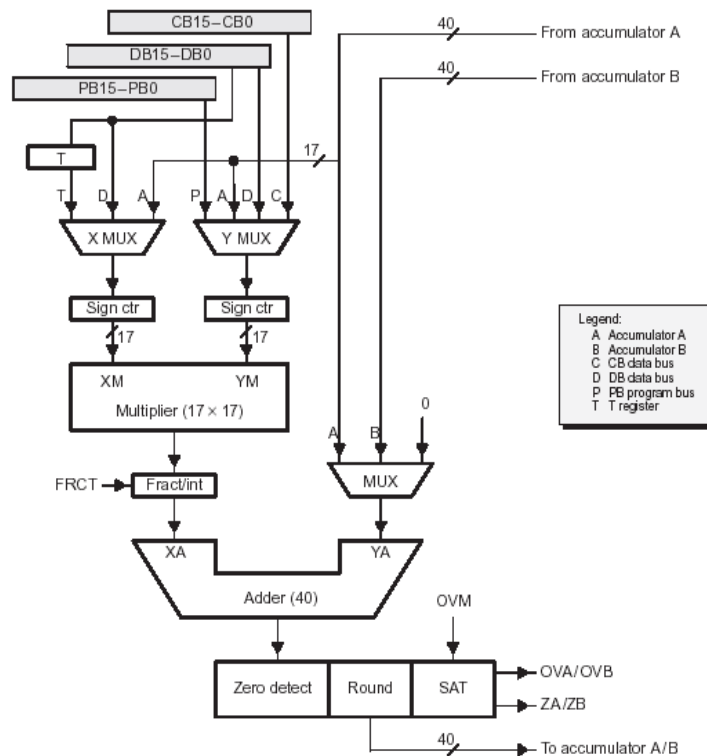 CB15–CB0
40
From accumulator A
DB15–DB0
40
From accumulator B
PB15–PB0
17
T
T D A P A D C
X MUX Y MUX
Sign ctr Sign ctr
17 17
Legend:
A Accumulator A
B Accumulator B
C CB data bus
D DB data bus
P PB program bus
T T register
XM YM
Multiplier (17 × 17)
0
A B
FRCT Fract/int MUX
XA YA
Adder (40)
OVM
Zero detect Round SAT
OVA/OVB
ZA/ZB
40
To accumulator A/B